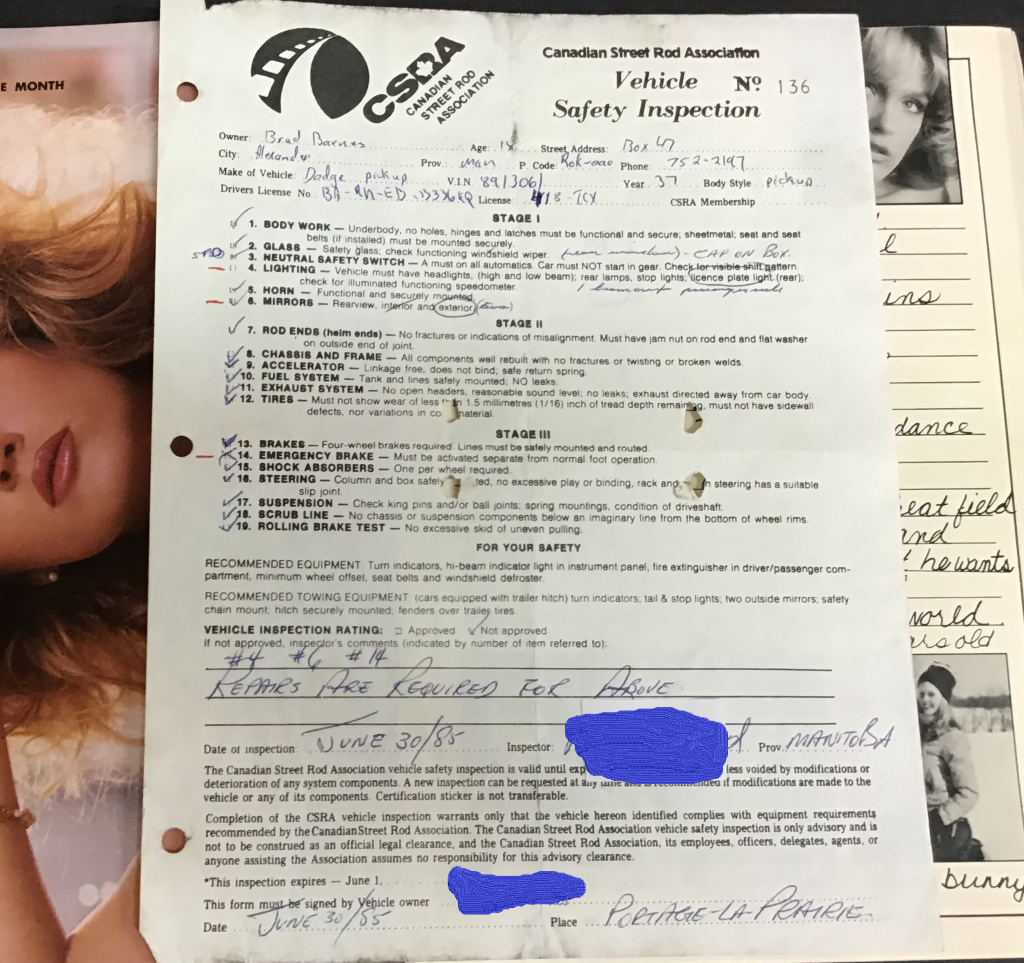 E MONTH
CSRA
CANADIAN
STREET ROD
ASSOCIATION
Canadian Street Rod Association
Vehicle Nº 136
Safety Inspection
Owner: Brad Barnes Age: 18 Street Address: Box 47
City: Alexander Prov.: Man P. Code: Rok-oao Phone: 752-2197
Make of Vehicle: Dodge pickup V.I.N. 8913061 Year 37 Body Style pickup
Drivers License No. BA-RN-ED License: 418-TCX CSRA Membership
STAGE I
1. BODY WORK — Underbody, no holes, hinges and latches must be functional and secure; sheetmetal; seat and seat
belts (if installed) must be mounted securely.
2. GLASS — Safety glass; check functioning windshield wiper. (rear window) - CAP ON BOX.
STD 3. NEUTRAL SAFETY SWITCH — A must on all automatics. Car must NOT start in gear. Check for visible shift pattern.
4. LIGHTING — Vehicle must have headlights, (high and low beam); rear lamps, stop lights; licence plate light (rear);
check for illuminated functioning speedometer.
5. HORN — Functional and securely mounted.
6. MIRRORS — Rearview, interior and exterior (two)
STAGE II
7. ROD ENDS (heim ends) — No fractures or indications of misalignment. Must have jam nut on rod end and flat washer
on outside end of joint.
8. CHASSIS AND FRAME — All components well rebuilt with no fractures or twisting or broken welds.
9. ACCELERATOR — Linkage free, does not bind; safe return spring.
10. FUEL SYSTEM — Tank and lines safely mounted; NO leaks.
11. EXHAUST SYSTEM — No open headers, reasonable sound level; no leaks; exhaust directed away from car body.
12. TIRES — Must not show wear of less 1.5 millimetres (1/16) inch of tread depth remaining, must not have sidewall
defects, nor variations in co material.
STAGE III
13. BRAKES — Four-wheel brakes required. Lines must be safely mounted and routed.
14. EMERGENCY BRAKE — Must be activated separate from normal foot operation.
15. SHOCK ABSORBERS — One per wheel required.
16. STEERING — Column and box safely ted, no excessive play or binding, rack and n steering has a suitable
slip joint.
17. SUSPENSION — Check king pins and/or ball joints; spring mountings, condition of driveshaft.
18. SCRUB LINE — No chassis or suspension components below an imaginary line from the bottom of wheel rims.
19. ROLLING BRAKE TEST — No excessive skid of uneven pulling.
FOR YOUR SAFETY
RECOMMENDED EQUIPMENT: Turn indicators, hi-beam indicator light in instrument panel, fire extinguisher in driver/passenger com-
partment, minimum wheel offset, seat belts and windshield defroster.
RECOMMENDED TOWING EQUIPMENT: (cars equipped with trailer hitch) turn indicators; tail & stop lights; two outside mirrors; safety
chain mount; hitch securely mounted; fenders over trailer tires.
VEHICLE INSPECTION RATING: □ Approved ☑ Not approved
If not approved, inspector's comments (indicated by number of item referred to):
#4 #6 #14
REPAIRS ARE REQUIRED FOR ABOVE
Date of inspection: JUNE 30/85 Inspector: d Prov. MANITOBA
The Canadian Street Rod Association vehicle safety inspection is valid until exp less voided by modifications or
deterioration of any system components. A new inspection can be requested at any time and is recommended if modifications are made to the
vehicle or any of its components. Certification sticker is not transferable.
Completion of the CSRA vehicle inspection warrants only that the vehicle hereon identified complies with equipment requirements
recommended by the Canadian Street Rod Association. The Canadian Street Rod Association vehicle safety inspection is only advisory and is
not to be construed as an official legal clearance, and the Canadian Street Rod Association, its employees, officers, delegates, agents, or
anyone assisting the Association assumes no responsibility for this advisory clearance.
*This inspection expires — June 1,
This form must be signed by Vehicle owner
Date JUNE 30/85 Place PORTAGE-LA-PRAIRIE
l
ins
dance
eat field
and
he wants
world
rs old
bunny